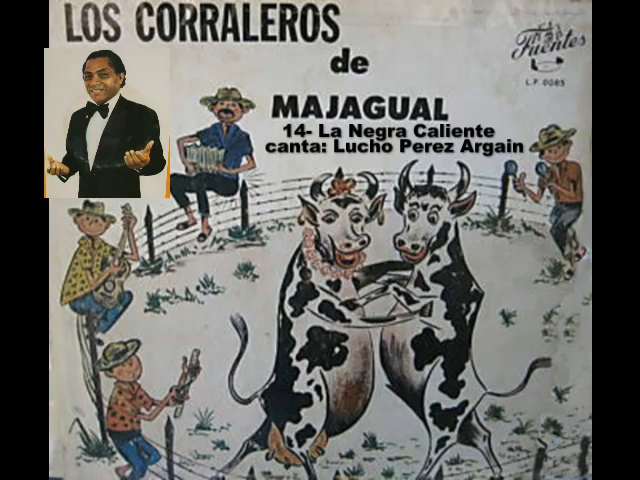 LOS CORRALEROS
de
MAJAGUAL
14- La Negra Caliente
canta: Lucho Perez Argain
Fuentes
L.P. 0085